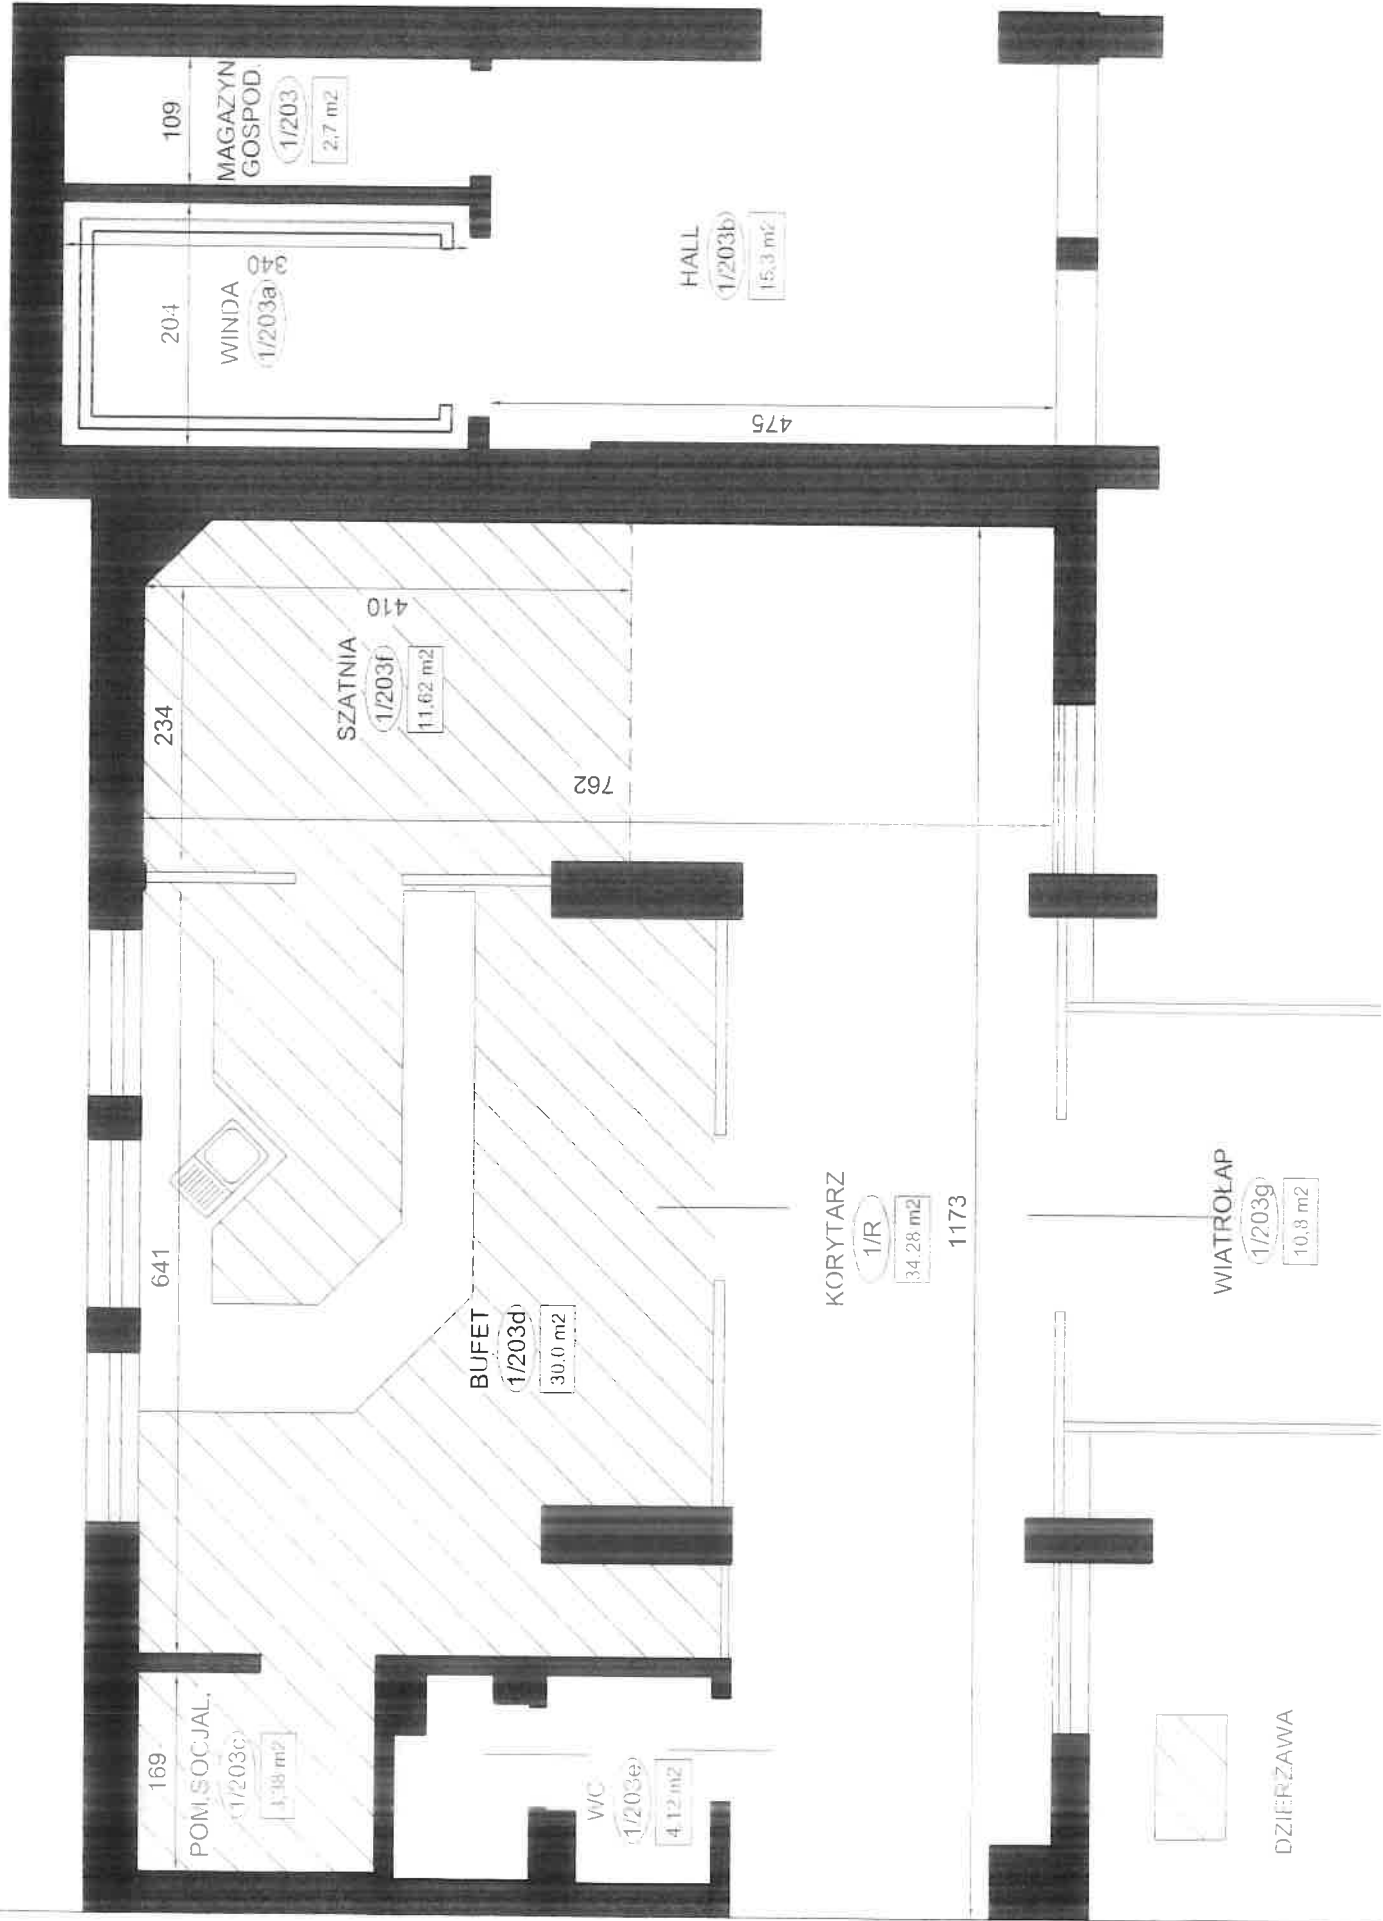 109
MAGAZYN
GOSPOD.
1/203
2,7 m2
204
340
WINDA
1/203a
HALL
1/203b
15,3 m2
475
234
410
SZATNIA
1/203f
11.62 m2
762
641
BUFET
1/203d
30.0 m2
KORYTARZ
1/R
34.28 m2
1173
WIATROŁAP
1/203g
10,8 m2
169
POM.SOCJAL.
1/203c
WC
1/203e
4.12 m2
DZIERŻAWA